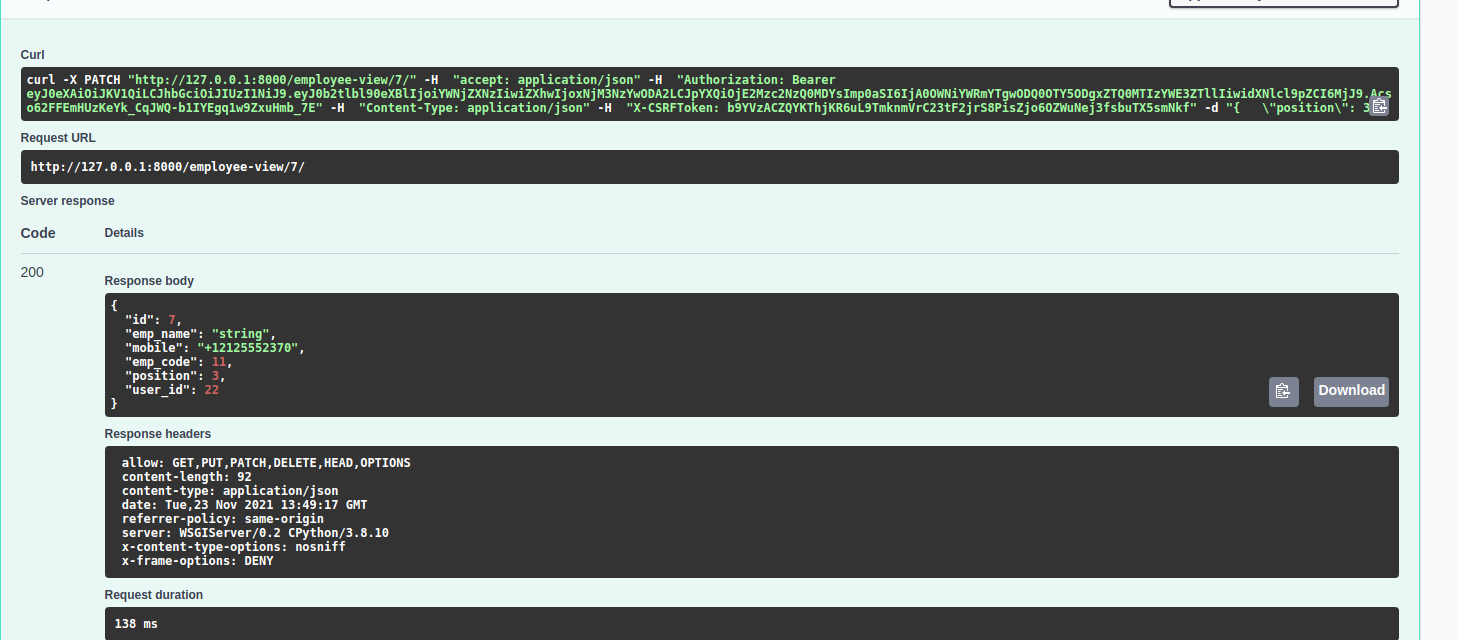 Curl
curl -X PATCH "http://127.0.0.1:8000/employee-view/7/" -H  "accept: application/json" -H  "Authorization: Bearer
eyJ0eXAiOiJKV1QiLCJhbGciOiJIUzI1NiJ9.eyJ0b2tlbl90eXBlIjoiYWNjZXNzIiwiZXhwIjoxNjM3NzYwODA2LCJpYXQiOjE2Mzc2NzQ0MDYsImp0aSI6IjA0OWNiYWRmYTgwODQ0OTY5ODgxZTQ0MTIzYWE3ZTllIiwidXNlcl9pZCI6MjJ9.Acs
o62FFEmHUzKeYk_CqJWQ-b1IYEgq1w9ZxuHmb_7E" -H  "Content-Type: application/json" -H  "X-CSRFToken: b9YVzACZQYKThjKR6uL9TmknmVrC23tF2jrS8PisZjo6OZWuNej3fsbuTX5smNkf" -d "{   \"position\": 3
Request URL
http://127.0.0.1:8000/employee-view/7/
Server response
Code Details
200
Response body
{
"id": 7,
"emp_name": "string",
"mobile": "+12125552370",
"emp_code": 11,
"position": 3,
"user_id": 22
}
Download
Response headers
allow: GET,PUT,PATCH,DELETE,HEAD,OPTIONS
content-length: 92
content-type: application/json
date: Tue,23 Nov 2021 13:49:17 GMT
referrer-policy: same-origin
server: WSGIServer/0.2 CPython/3.8.10
x-content-type-options: nosniff
x-frame-options: DENY
Request duration
138 ms